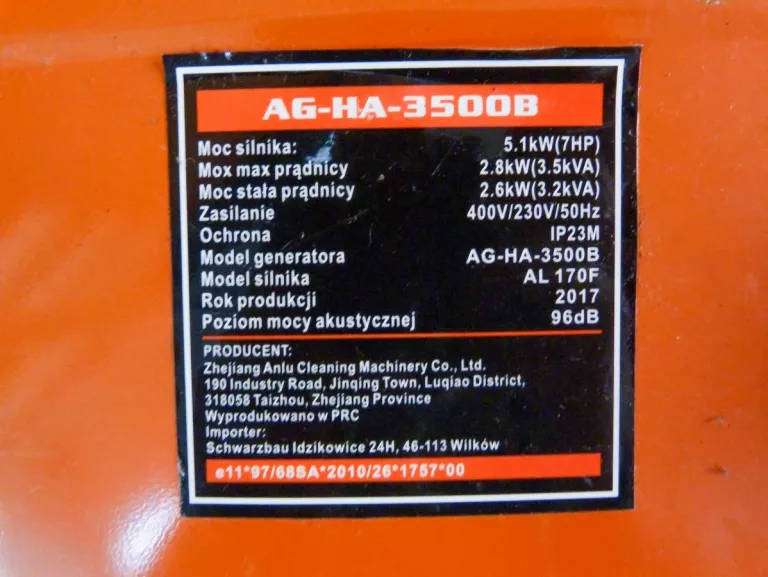 AG-HA-3500B
Moc silnika: 5.1kW(7HP)
Mox max prądnicy 2.8kW(3.5kVA)
Moc stała prądnicy 2.6kW(3.2kVA)
Zasilanie 400V/230V/50Hz
Ochrona IP23M
Model generatora AG-HA-3500B
Model silnika AL 170F
Rok produkcji 2017
Poziom mocy akustycznej 96dB
PRODUCENT:
Zhejiang Anlu Cleaning Machinery Co., Ltd.
190 Industry Road, Jinqing Town, Luqiao District,
318058 Taizhou, Zhejiang Province
Wyprodukowano w PRC
Importer:
Schwarzbau Idzikowice 24H, 46-113 Wilków
e11*97/68SA*2010/26*1757*00